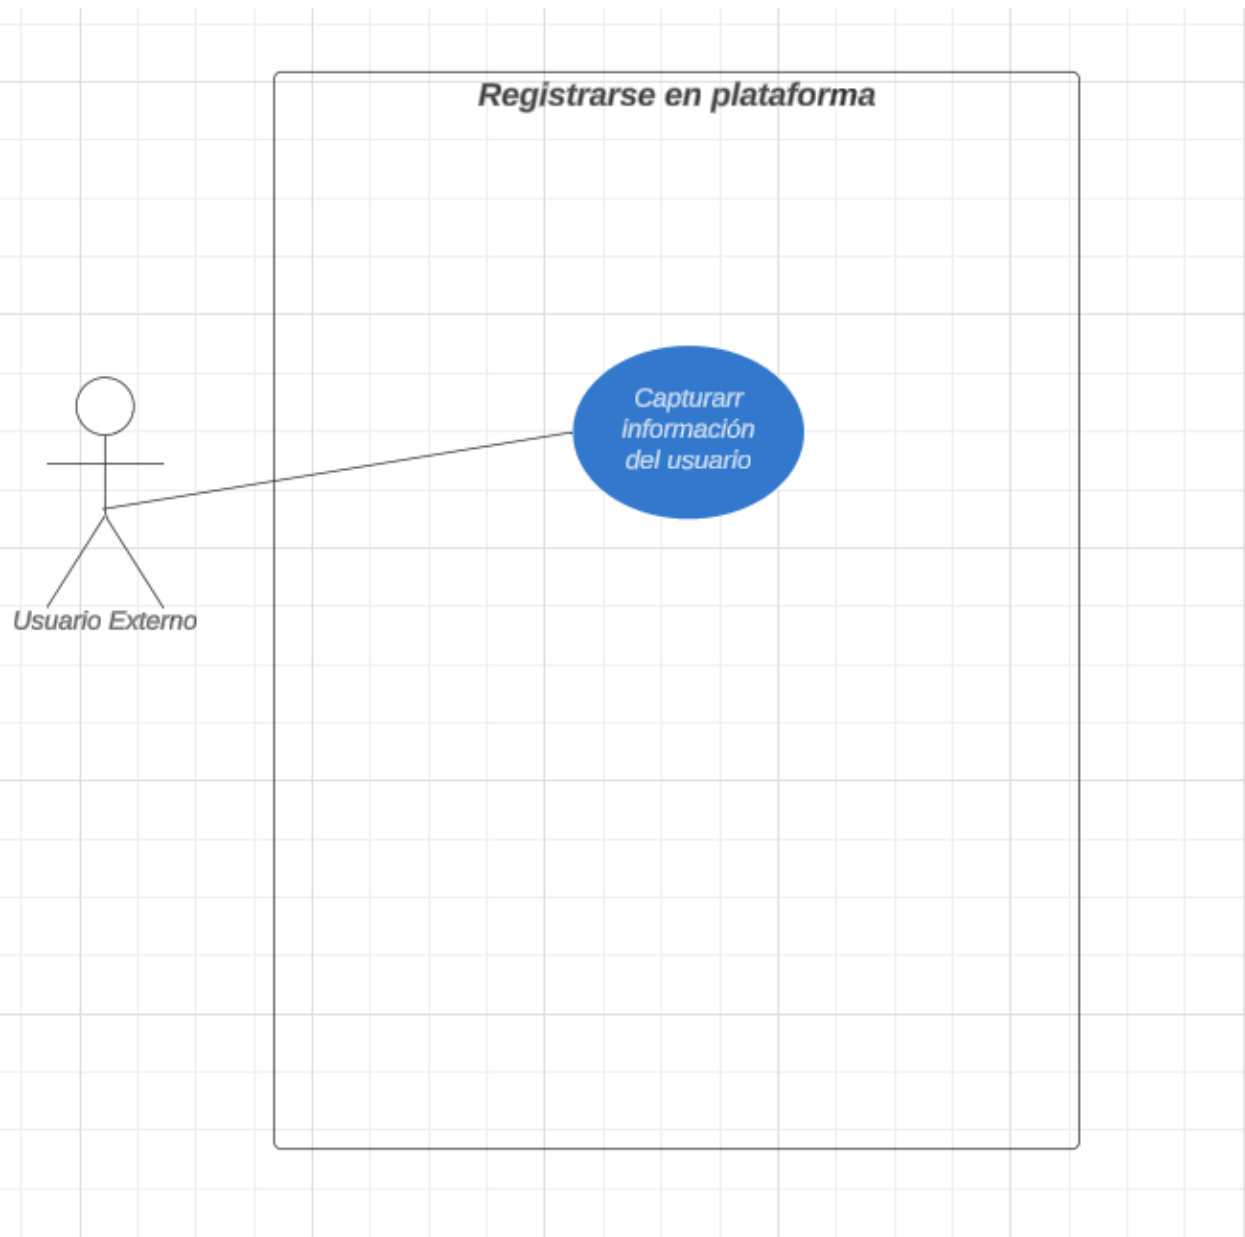 Registrarse en plataforma
Capturarr
información
del usuario
Usuario Externo